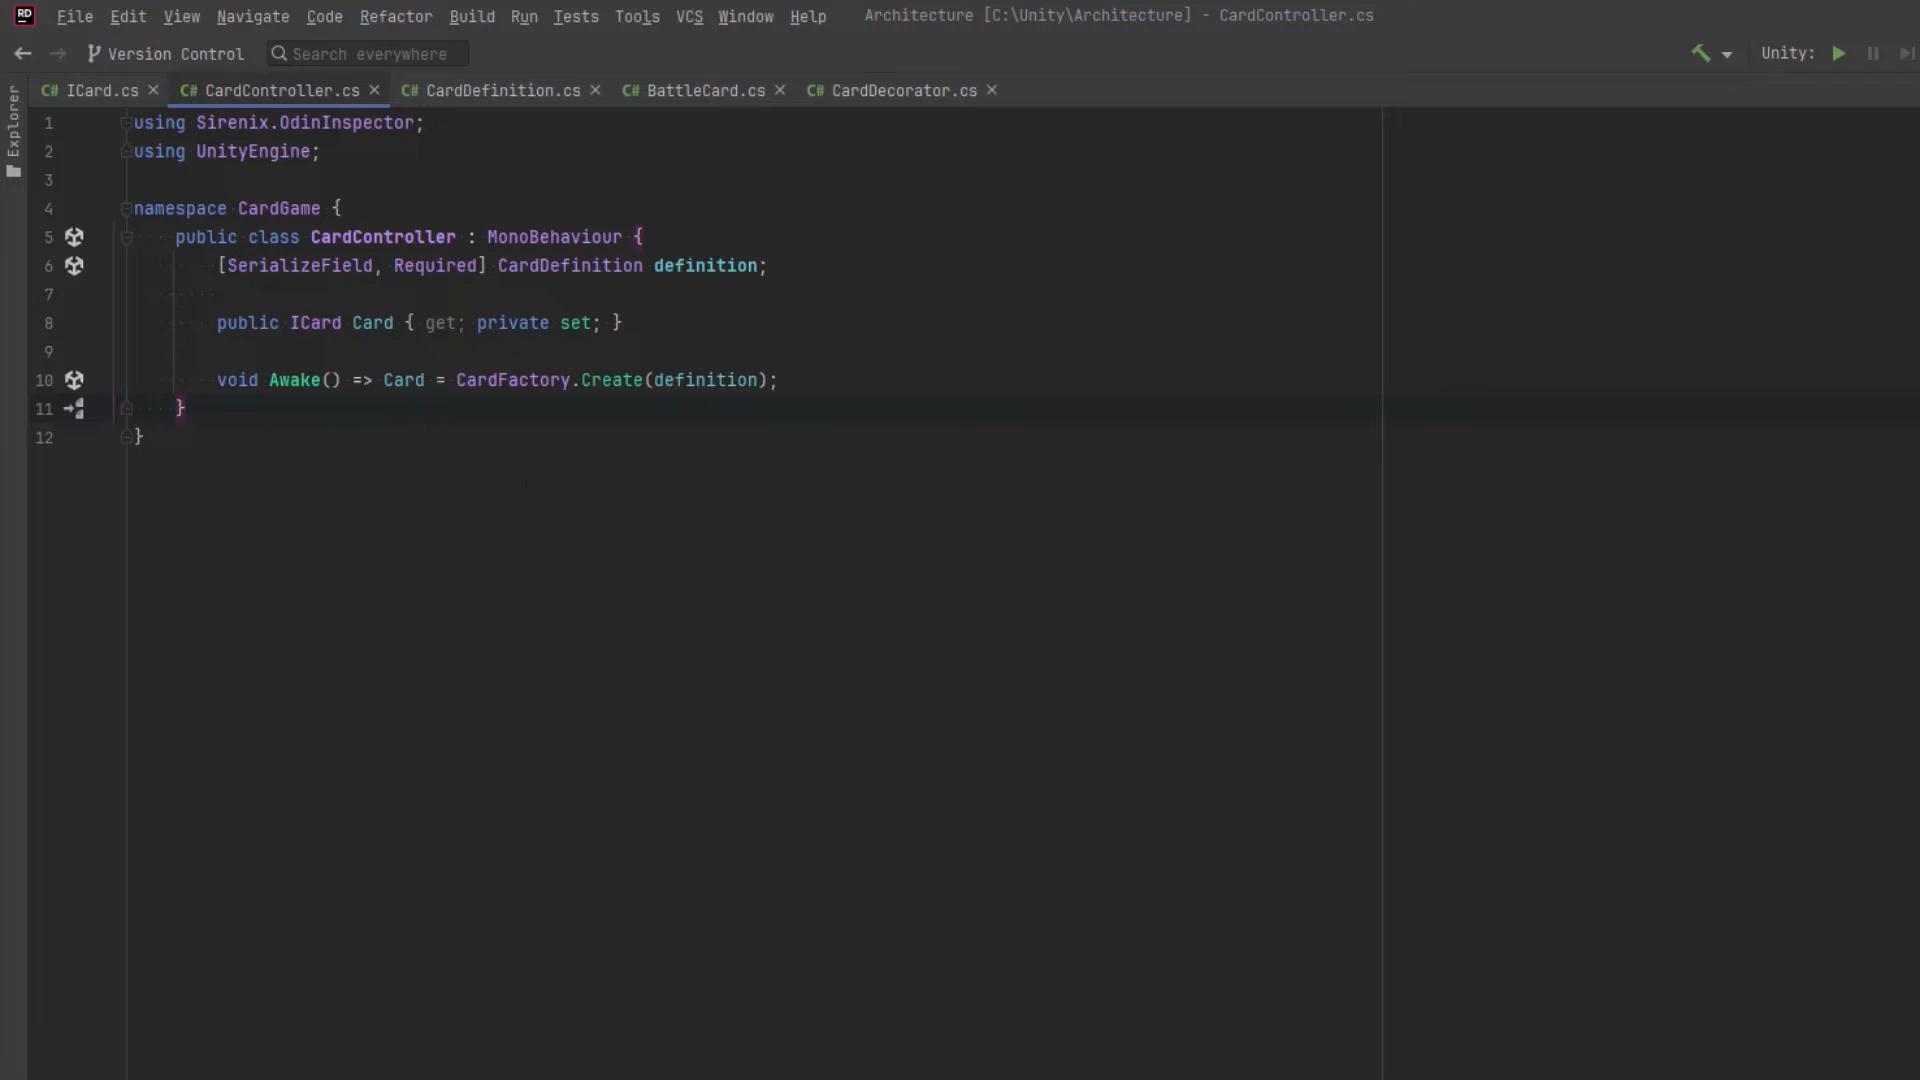 RD File Edit View Navigate Code Refactor Build Run Tests Tools VCS Window Help Architecture [C:\Unity\Architecture] - CardController.cs
Version Control Search everywhere Unity:
C# ICard.cs C# CardController.cs C# CardDefinition.cs C# BattleCard.cs C# CardDecorator.cs
Explorer
1 using Sirenix.OdinInspector;
2 using UnityEngine;
3
4 namespace CardGame {
5 public class CardController : MonoBehaviour {
6 [SerializeField, Required] CardDefinition definition;
7
8 public ICard Card { get; private set; }
9
10 void Awake() => Card = CardFactory.Create(definition);
11 }
12 }